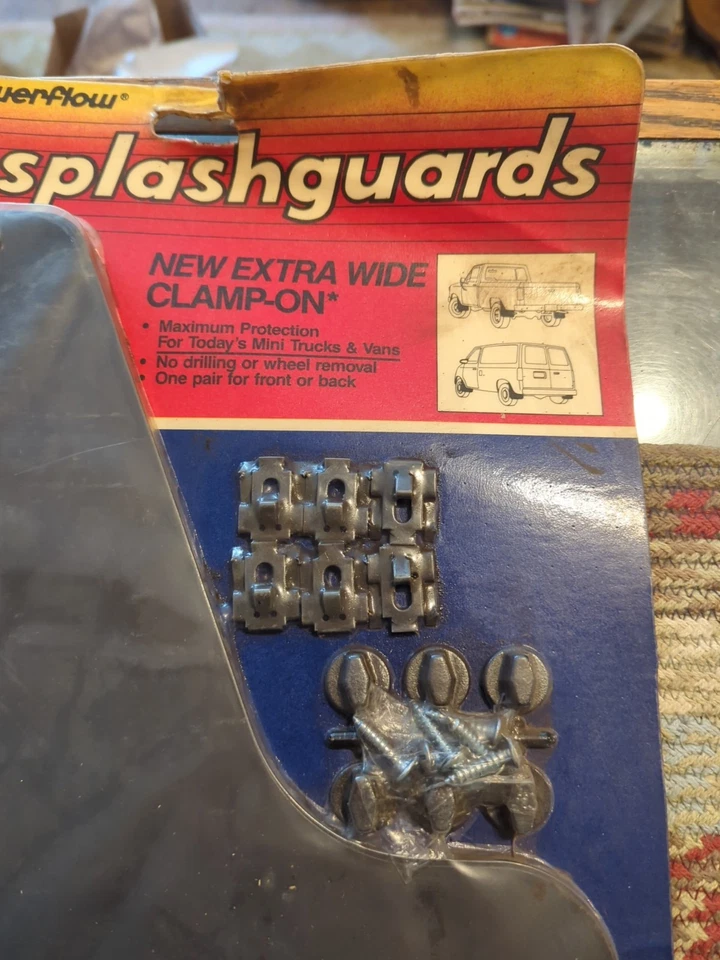 uerflow®
splashguards
NEW EXTRA WIDE
CLAMP-ON*
• Maximum Protection
For Today's Mini Trucks & Vans
• No drilling or wheel removal
• One pair for front or back